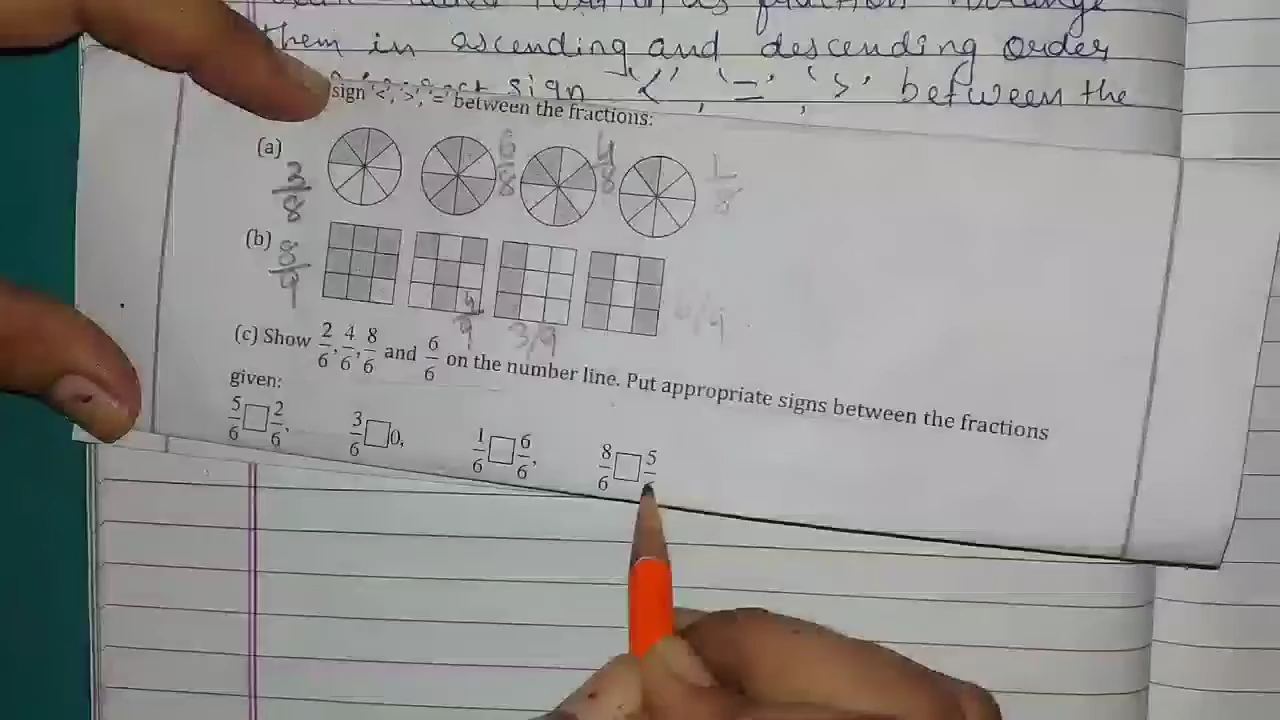 fraction
them in ascending and descending order
sign '<', '=', '>' between the
sign '<', '>', '=' between the fractions:
(a) 3/8 6/8 4/8 1/8
(b) 8/9 4/9 3/9 6/9
(c) Show 2/6, 4/6, 8/6 and 6/6 on the number line. Put appropriate signs between the fractions
given:
5/6 □ 2/6, 3/6 □ 0, 1/6 □ 6/6, 8/6 □ 5/